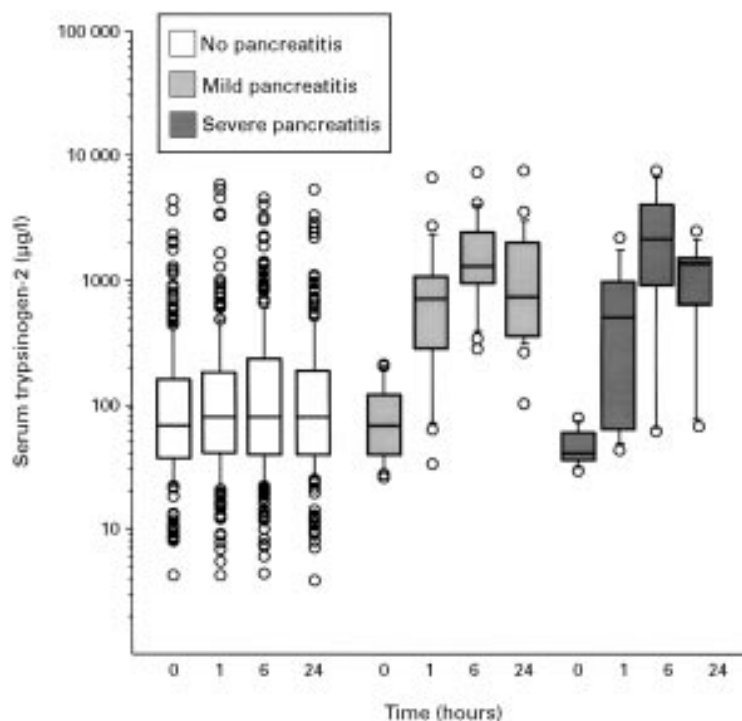 100 000
No pancreatitis
Mild pancreatitis
Severe pancreatitis
10 000
1000
100
10
Serum trypsinogen-2 (µg/l)
0 1 6 24 0 1 6 24 0 1 6 24
Time (hours)